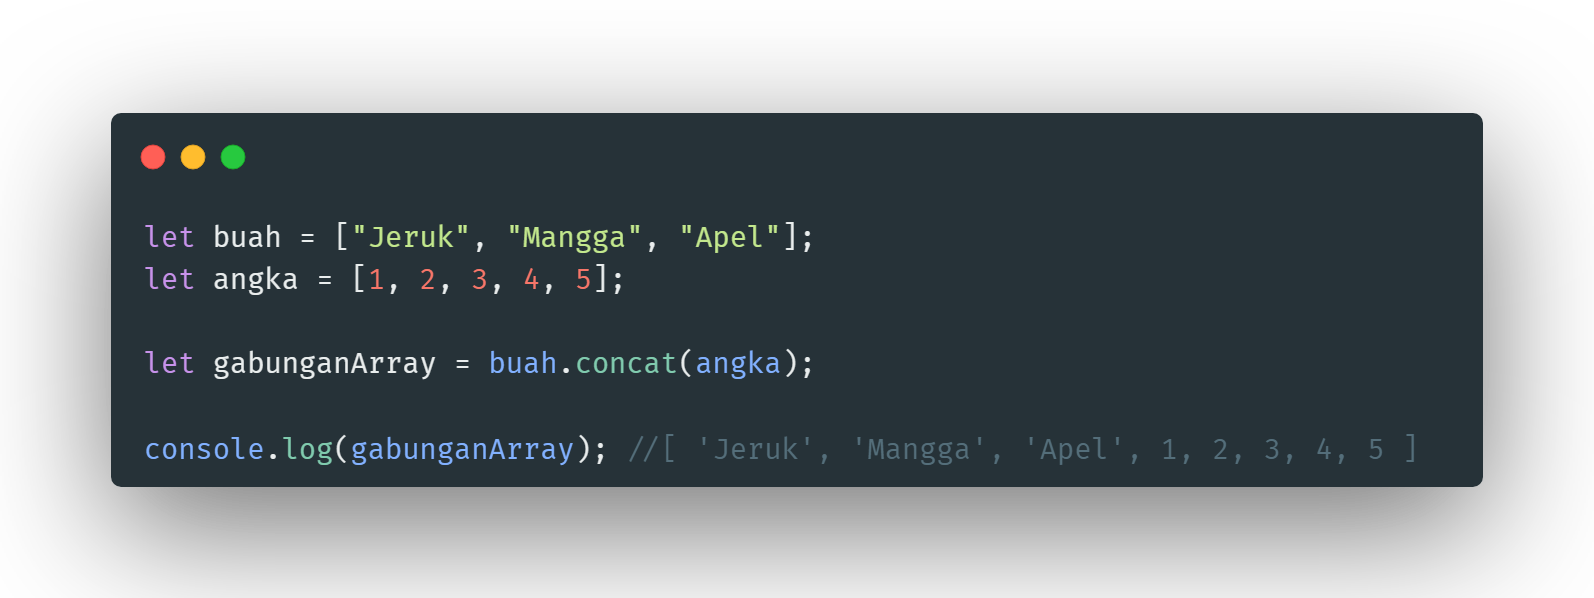 let buah = ["Jeruk", "Mangga", "Apel"];
let angka = [1, 2, 3, 4, 5];
let gabunganArray = buah.concat(angka);
console.log(gabunganArray); //[ 'Jeruk', 'Mangga', 'Apel', 1, 2, 3, 4, 5 ]